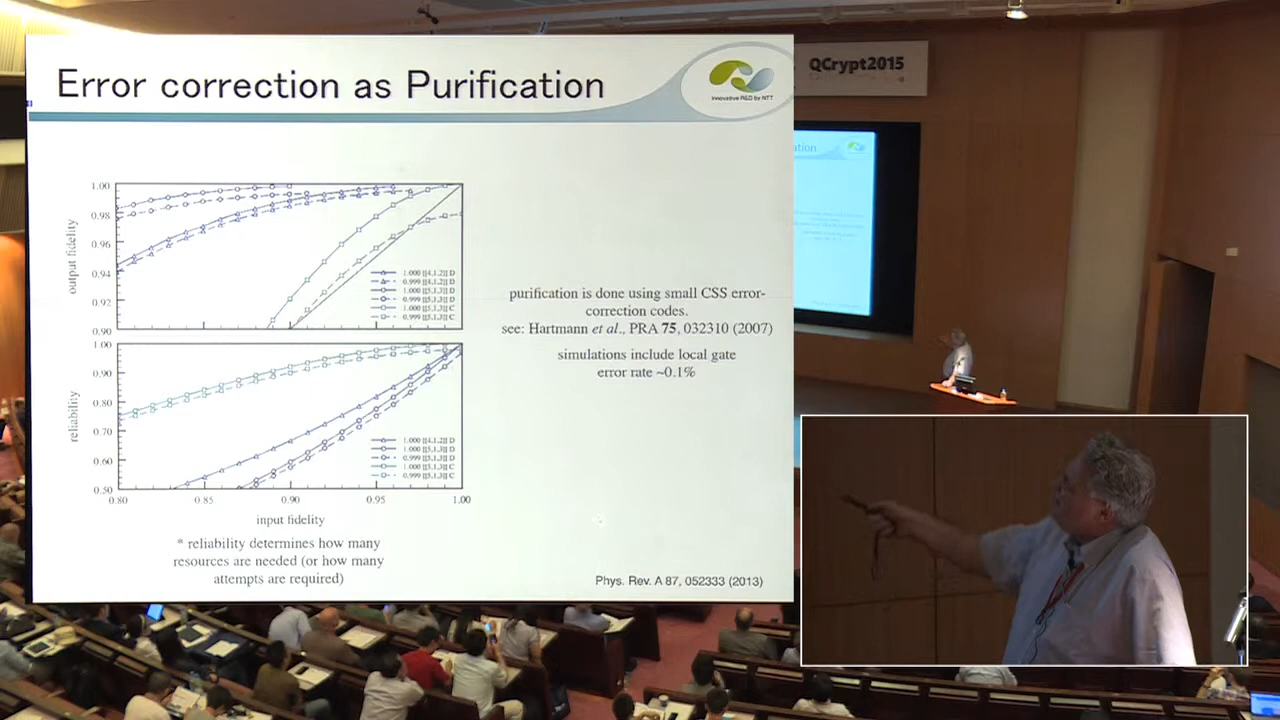 Error correction as Purification
Innovative R&D by NTT
QCrypt2015
ation
1.00
0.98
0.96
0.94
0.92
0.90
output fidelity
1.000 [[4,1,2]] D
0.999 [[4,1,2]] D
1.000 [[5,1,3]] D
0.999 [[5,1,3]] D
1.000 [[5,1,3]] C
0.999 [[5,1,3]] C
1.00
0.90
0.80
0.70
0.60
0.50
reliability
1.000 [[4,1,2]] D
1.000 [[5,1,3]] D
0.999 [[5,1,3]] D
1.000 [[5,1,3]] C
0.999 [[5,1,3]] C
0.80 0.85 0.90 0.95 1.00
input fidelity
* reliability determines how many
resources are needed (or how many
attempts are required)
purification is done using small CSS error-
correction codes.
see: Hartmann et al., PRA 75, 032310 (2007)
simulations include local gate
error rate ~0.1%
Phys. Rev. A 87, 052333 (2013)